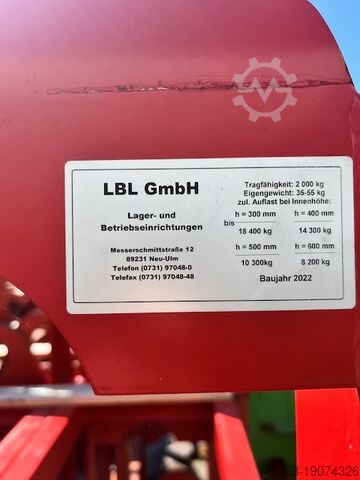 LBL GmbH
Lager- und
Betriebseinrichtungen
Messerschmittstraße 12
89231 Neu-Ulm
Telefon (0731) 97048-0
Telefax (0731) 97048-48
Tragfähigkeit: 2 000 kg
Eigengewicht: 35-55 kg
zul. Auflast bei Innenhöhe:
h = 300 mm h = 400 mm
bis
18 400 kg 14 300 kg
h = 500 mm h = 600 mm
10 300kg 8 200 kg
Baujahr 2022